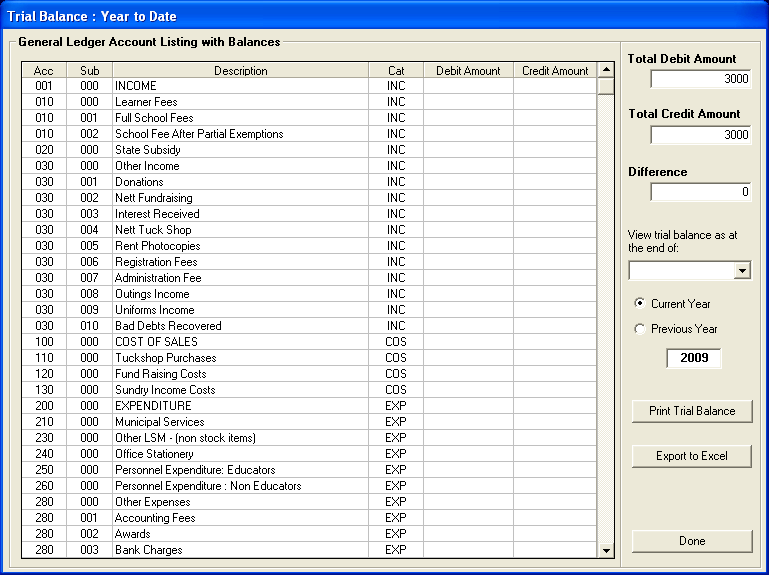 Trial Balance : Year to Date
General Ledger Account Listing with Balances
Acc Sub Description Cat Debit Amount Credit Amount
001 000 INCOME INC
010 000 Learner Fees INC
010 001 Full School Fees INC
010 002 School Fee After Partial Exemptions INC
020 000 State Subsidy INC
030 000 Other Income INC
030 001 Donations INC
030 002 Nett Fundraising INC
030 003 Interest Received INC
030 004 Nett Tuck Shop INC
030 005 Rent Photocopies INC
030 006 Registration Fees INC
030 007 Administration Fee INC
030 008 Outings Income INC
030 009 Uniforms Income INC
030 010 Bad Debts Recovered INC
100 000 COST OF SALES COS
110 000 Tuckshop Purchases COS
120 000 Fund Raising Costs COS
130 000 Sundry Income Costs COS
200 000 EXPENDITURE EXP
210 000 Municipal Services EXP
230 000 Other LSM - (non stock items) EXP
240 000 Office Stationery EXP
250 000 Personnel Expenditure: Educators EXP
260 000 Personnel Expenditure : Non Educators EXP
280 000 Other Expenses EXP
280 001 Accounting Fees EXP
280 002 Awards EXP
280 003 Bank Charges EXP
Total Debit Amount
3000
Total Credit Amount
3000
Difference
0
View trial balance as at
the end of:
Current Year
Previous Year
2009
Print Trial Balance
Export to Excel
Done